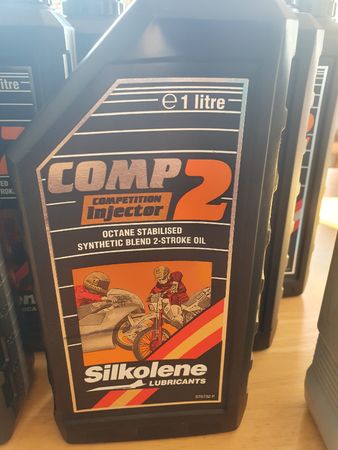 e 1 litre
COMP 2
COMPETITION
Injector
OCTANE STABILISED
SYNTHETIC BLEND 2-STROKE OIL
Silkolene
LUBRICANTS